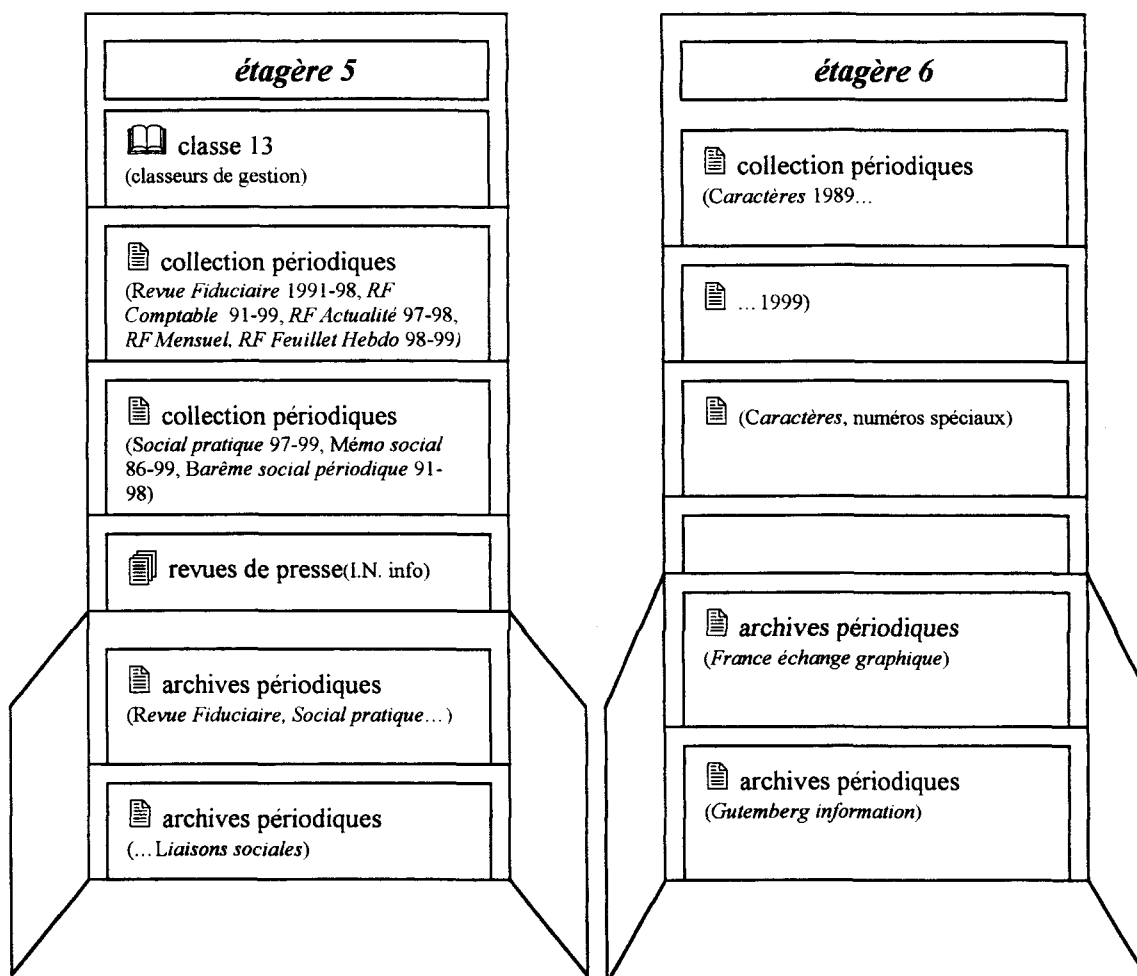 étagère 5
classe 13
(classeurs de gestion)
collection périodiques
(Revue Fiduciaire 1991-98, RF
Comptable 91-99, RF Actualité 97-98,
RF Mensuel, RF Feuillet Hebdo 98-99)
collection périodiques
(Social pratique 97-99, Mémo social
86-99, Barême social périodique 91-
98)
revues de presse(I.N. info)
archives périodiques
(Revue Fiduciaire, Social pratique…)
archives périodiques
(…Liaisons sociales)
étagère 6
collection périodiques
(Caractères 1989…
…1999)
(Caractères, numéros spéciaux)
archives périodiques
(France échange graphique)
archives périodiques
(Gutemberg information)